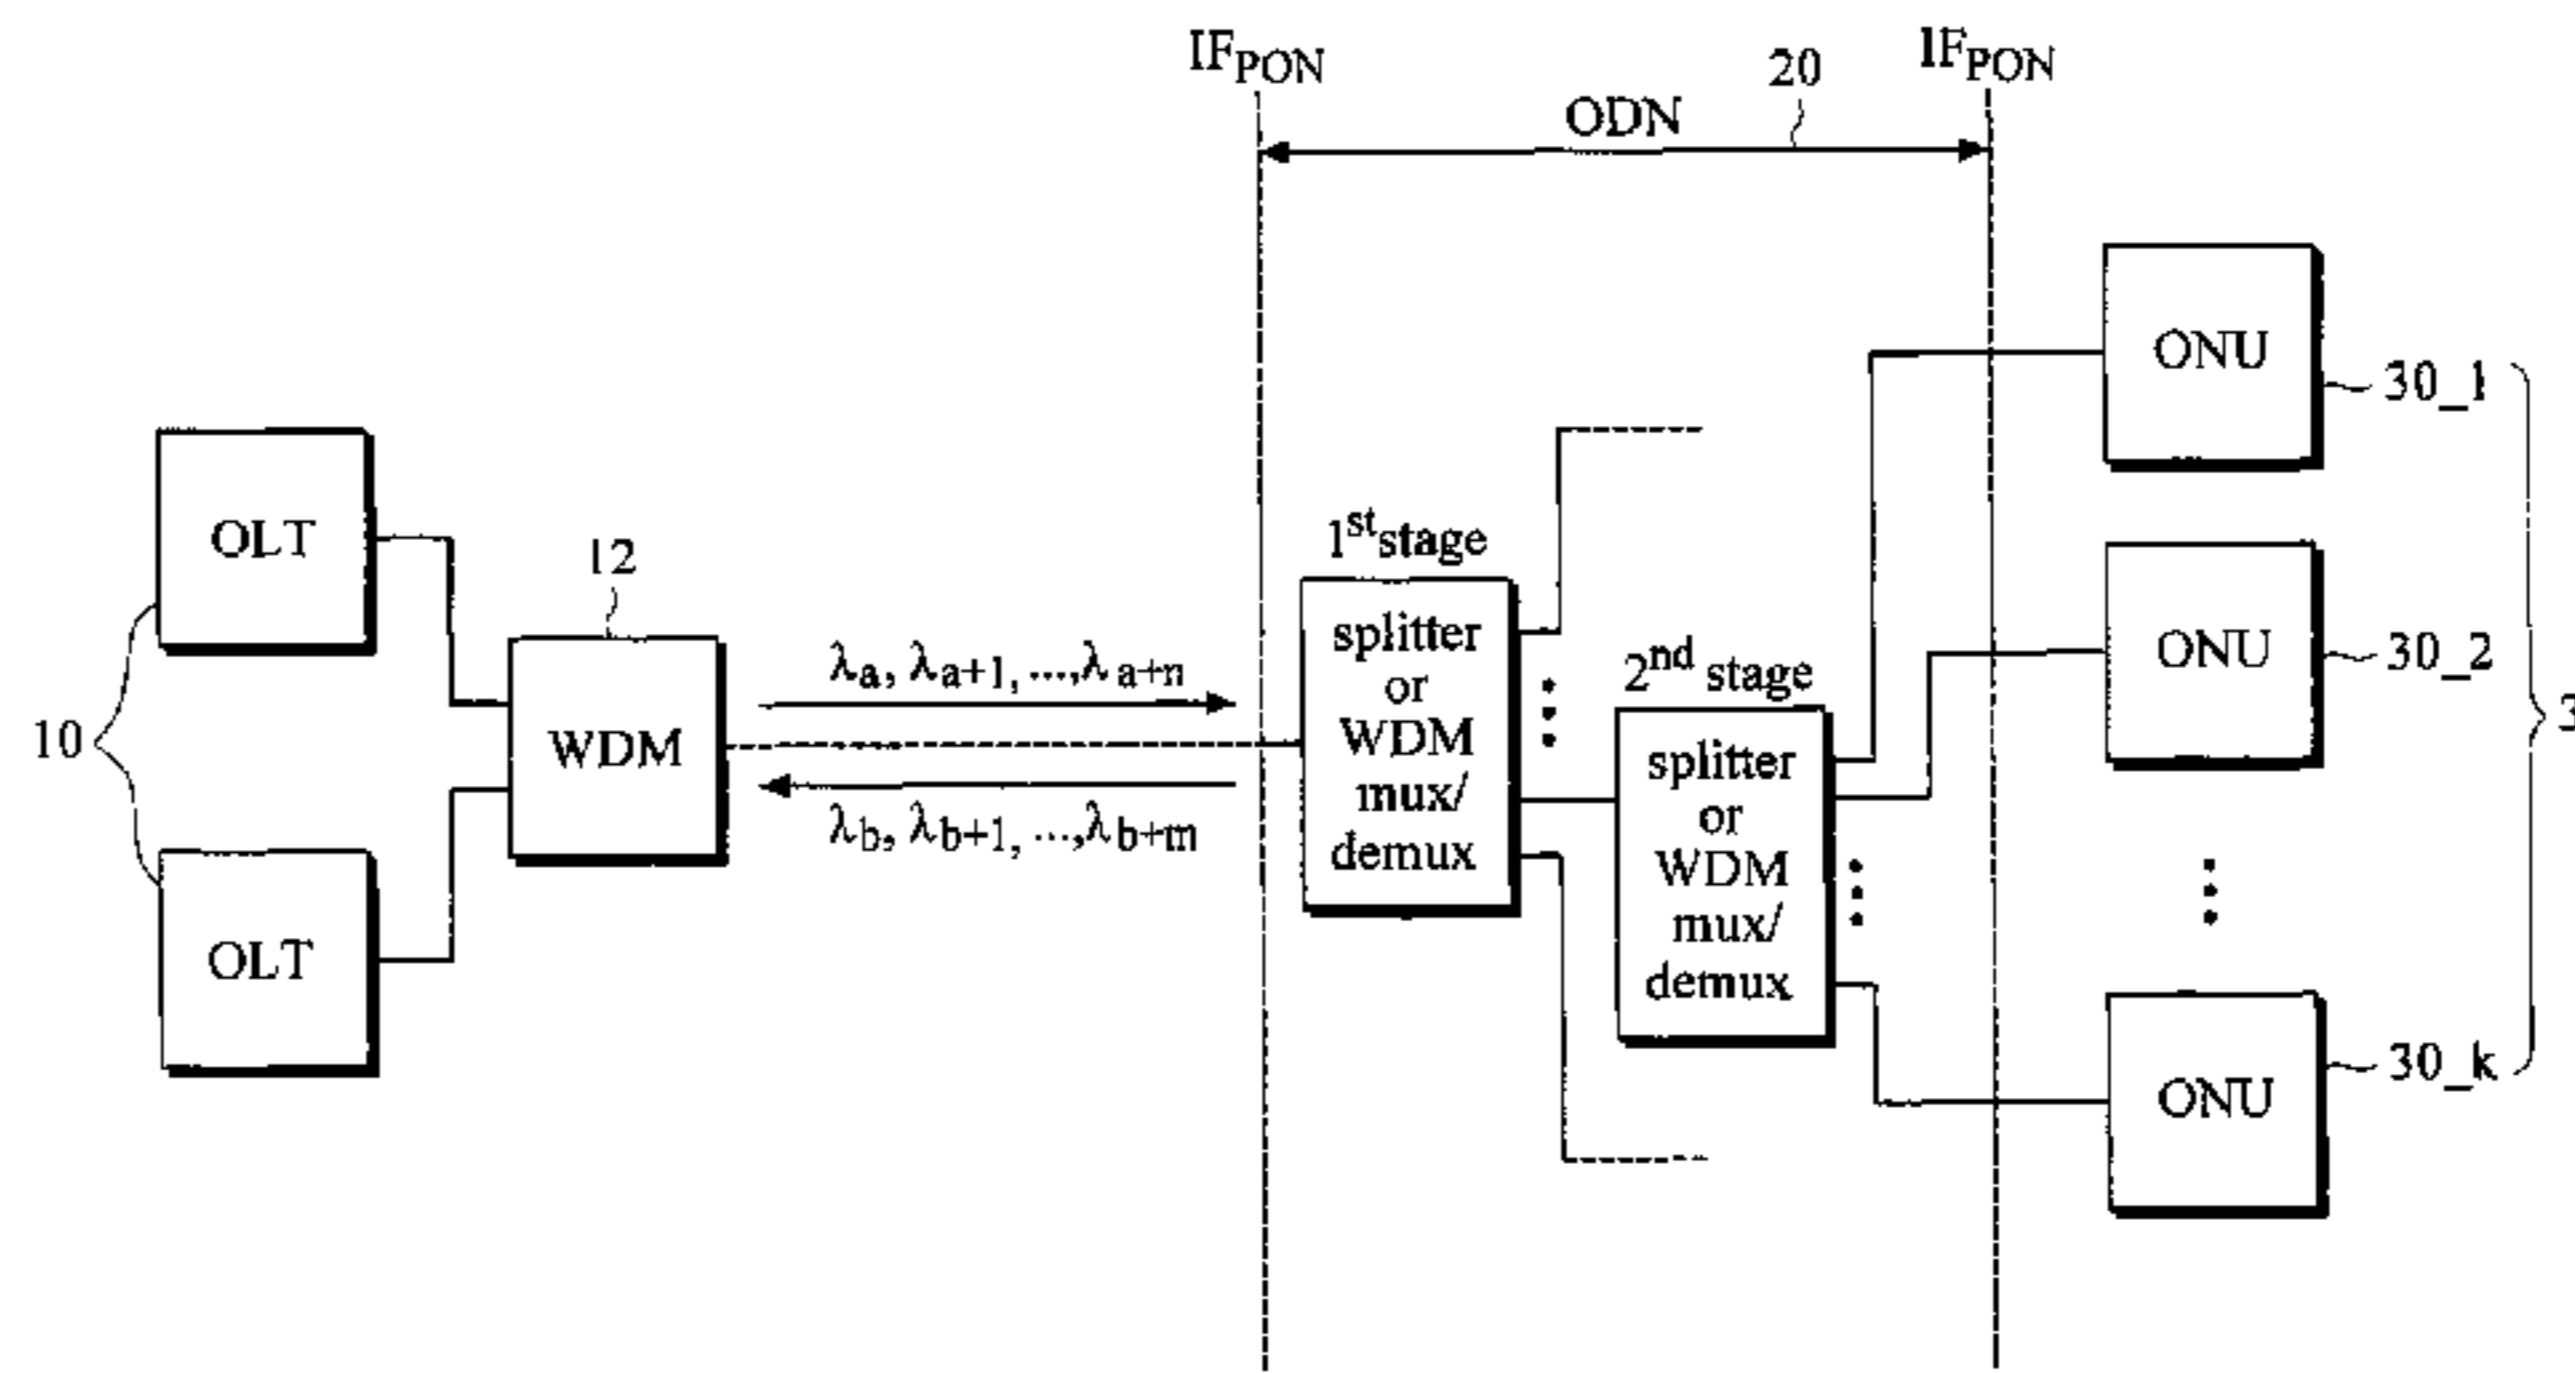 IF_PON
20
IF_PON
ODN
ONU
30_1
OLT
1st stage
12
splitter
or
WDM
mux/
demux
2nd stage
ONU
30_2
λa, λa+1, ...,λa+n
10
WDM
splitter
or
WDM
mux/
demux
λb, λb+1, ...,λb+m
OLT
ONU
30_k